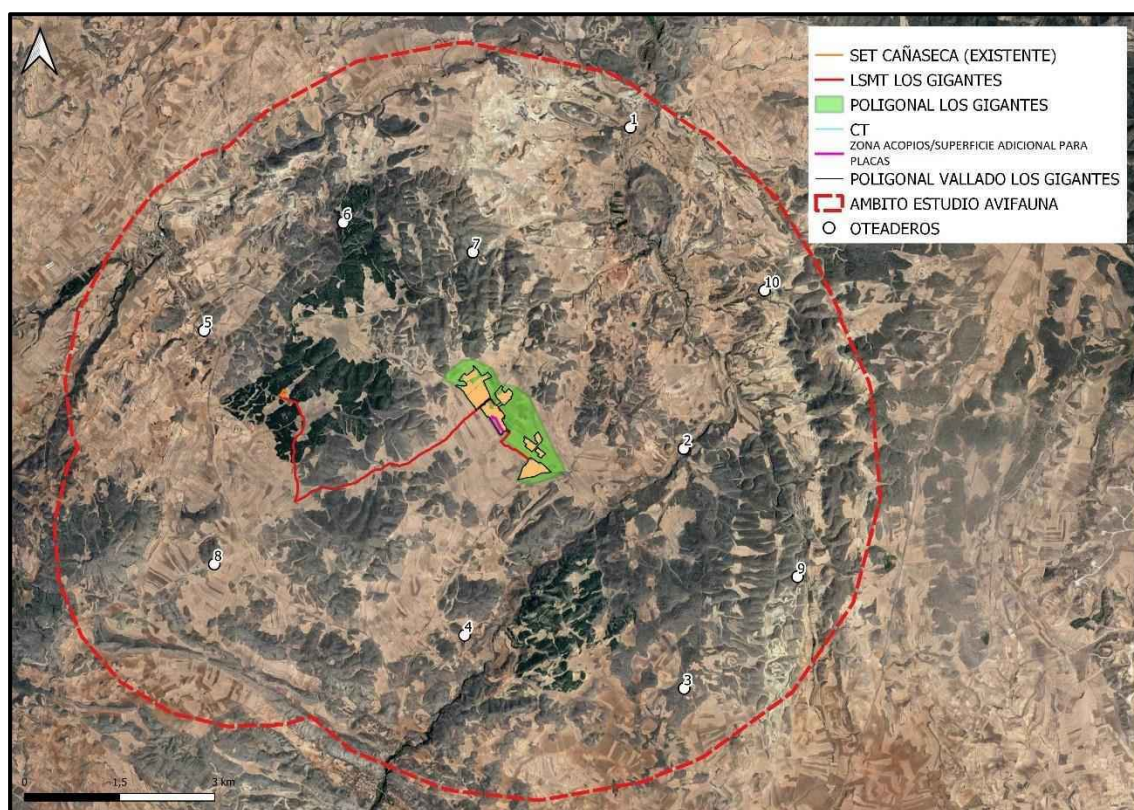 SET CAÑASECA (EXISTENTE)
LSMT LOS GIGANTES
POLIGONAL LOS GIGANTES
CT
ZONA ACOPIOS/SUPERFICIE ADICIONAL PARA
PLACAS
POLIGONAL VALLADO LOS GIGANTES
AMBITO ESTUDIO AVIFAUNA
OTEADEROS
1
6
7
10
5
2
8
9
4
3
0 1,5 3 km